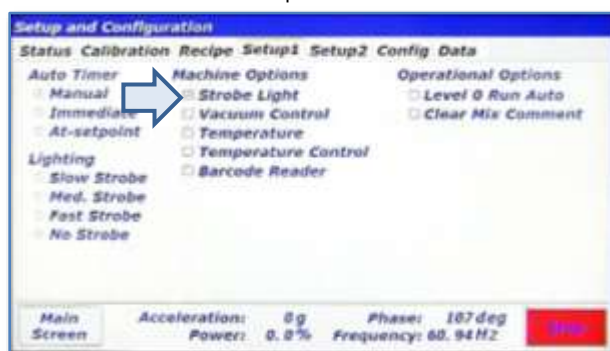 Setup and Configuration
Status Calibration Recipe Setup1 Setup2 Config Data
Auto Timer
Manual
Immediate
At-setpoint
Lighting
Slow Strobe
Med. Strobe
Fast Strobe
No Strobe
Machine Options
Strobe Light
Vacuum Control
Temperature
Temperature Control
Barcode Reader
Operational Options
Level 0 Run Auto
Clear Mix Comment
Main Screen
Acceleration: 0g
Power: 0.0%
Phase: 107deg
Frequency: 60.94HZ